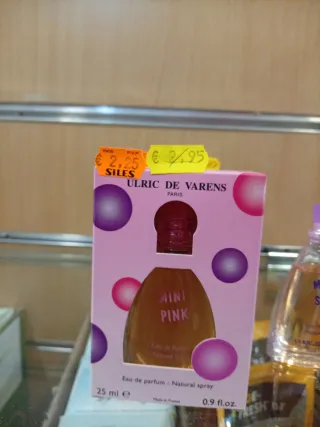 € 2,25
SILES
€ 2,95
ULRIC DE VARENS
PARIS
MINI
PINK
Eau de parfum - Natural spray
25 ml e
Made in France
0.9 fl.oz.